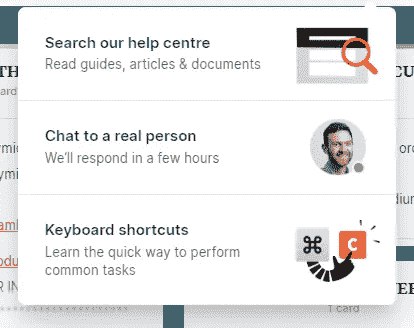 Search our help centre
Read guides, articles & documents
Chat to a real person
We'll respond in a few hours
Keyboard shortcuts
⌘ C
Learn the quick way to perform
common tasks
1 card